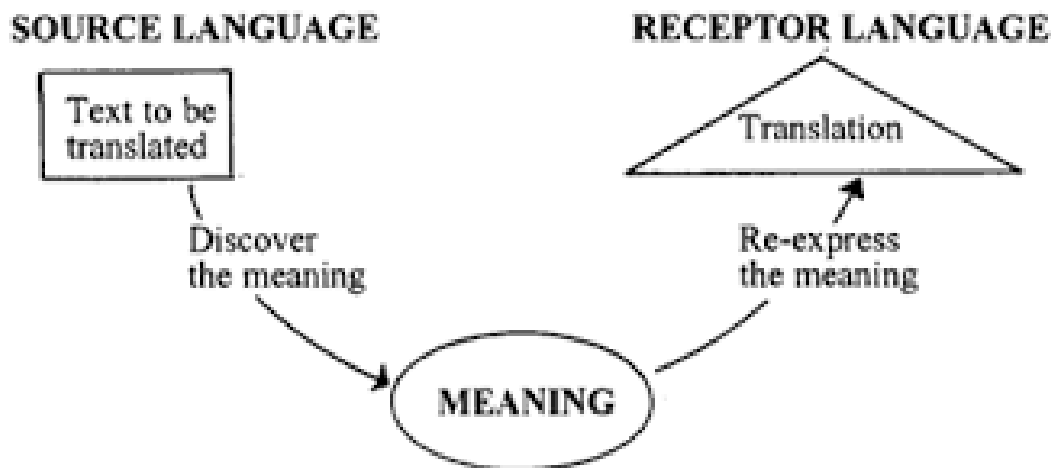 SOURCE LANGUAGE
RECEPTOR LANGUAGE
Text to be
translated
Translation
Discover
the meaning
Re-express
the meaning
MEANING